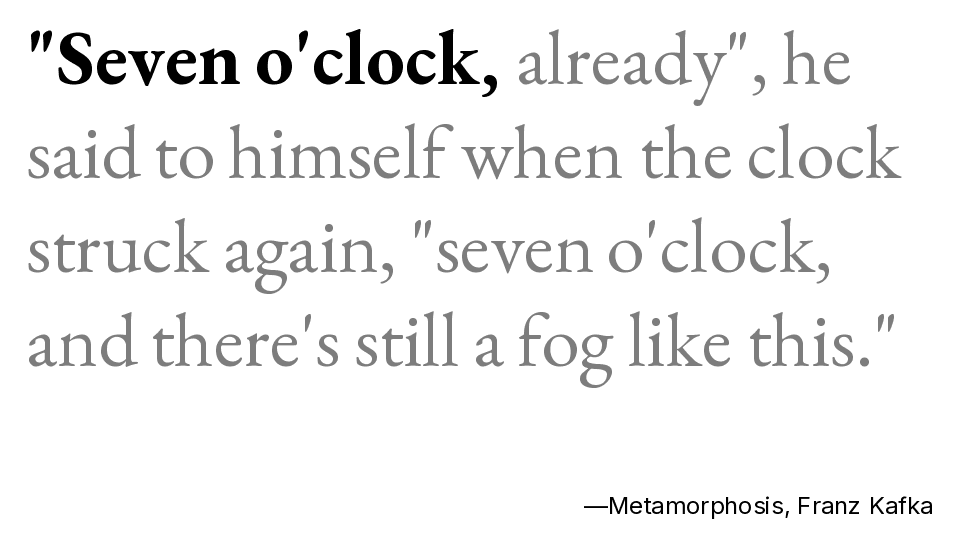 "Seven o'clock, already", he
said to himself when the clock
struck again, "seven o'clock,
and there's still a fog like this."
—Metamorphosis, Franz Kafka